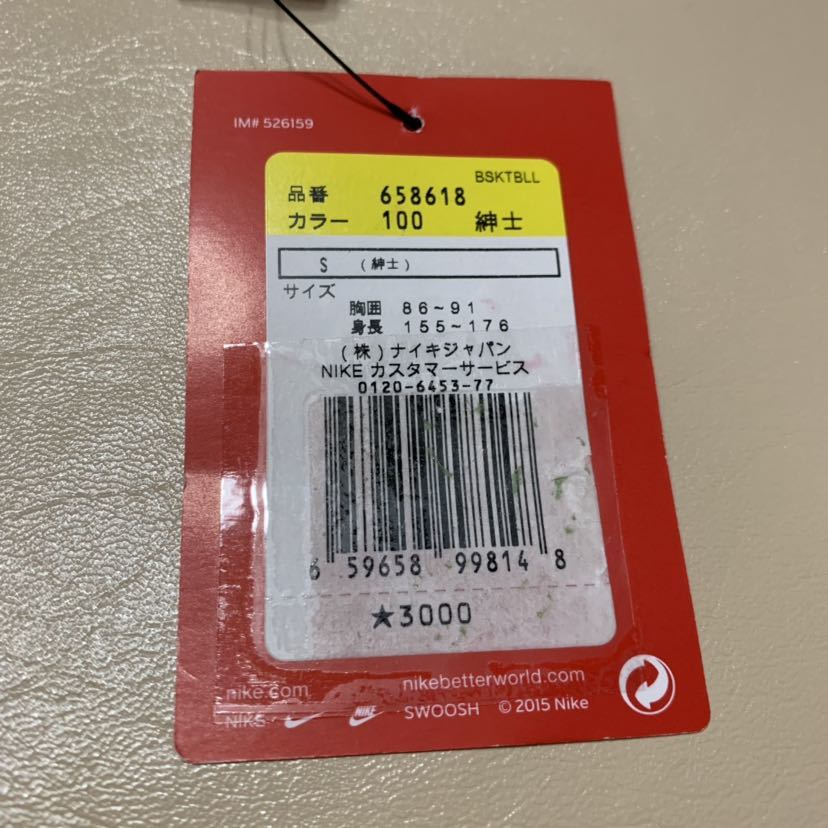 IM# 526159
BSKTBLL
品番 658618
カラー 100 紳士
S (紳士)
サイズ
胸囲 86~91
身長 155~176
(株)ナイキジャパン
NIKE カスタマーサービス
0120-6453-77
6 59658 99814 8
★3000
nike.com nikebetterworld.com
NIKE NIKE SWOOSH © 2015 Nike